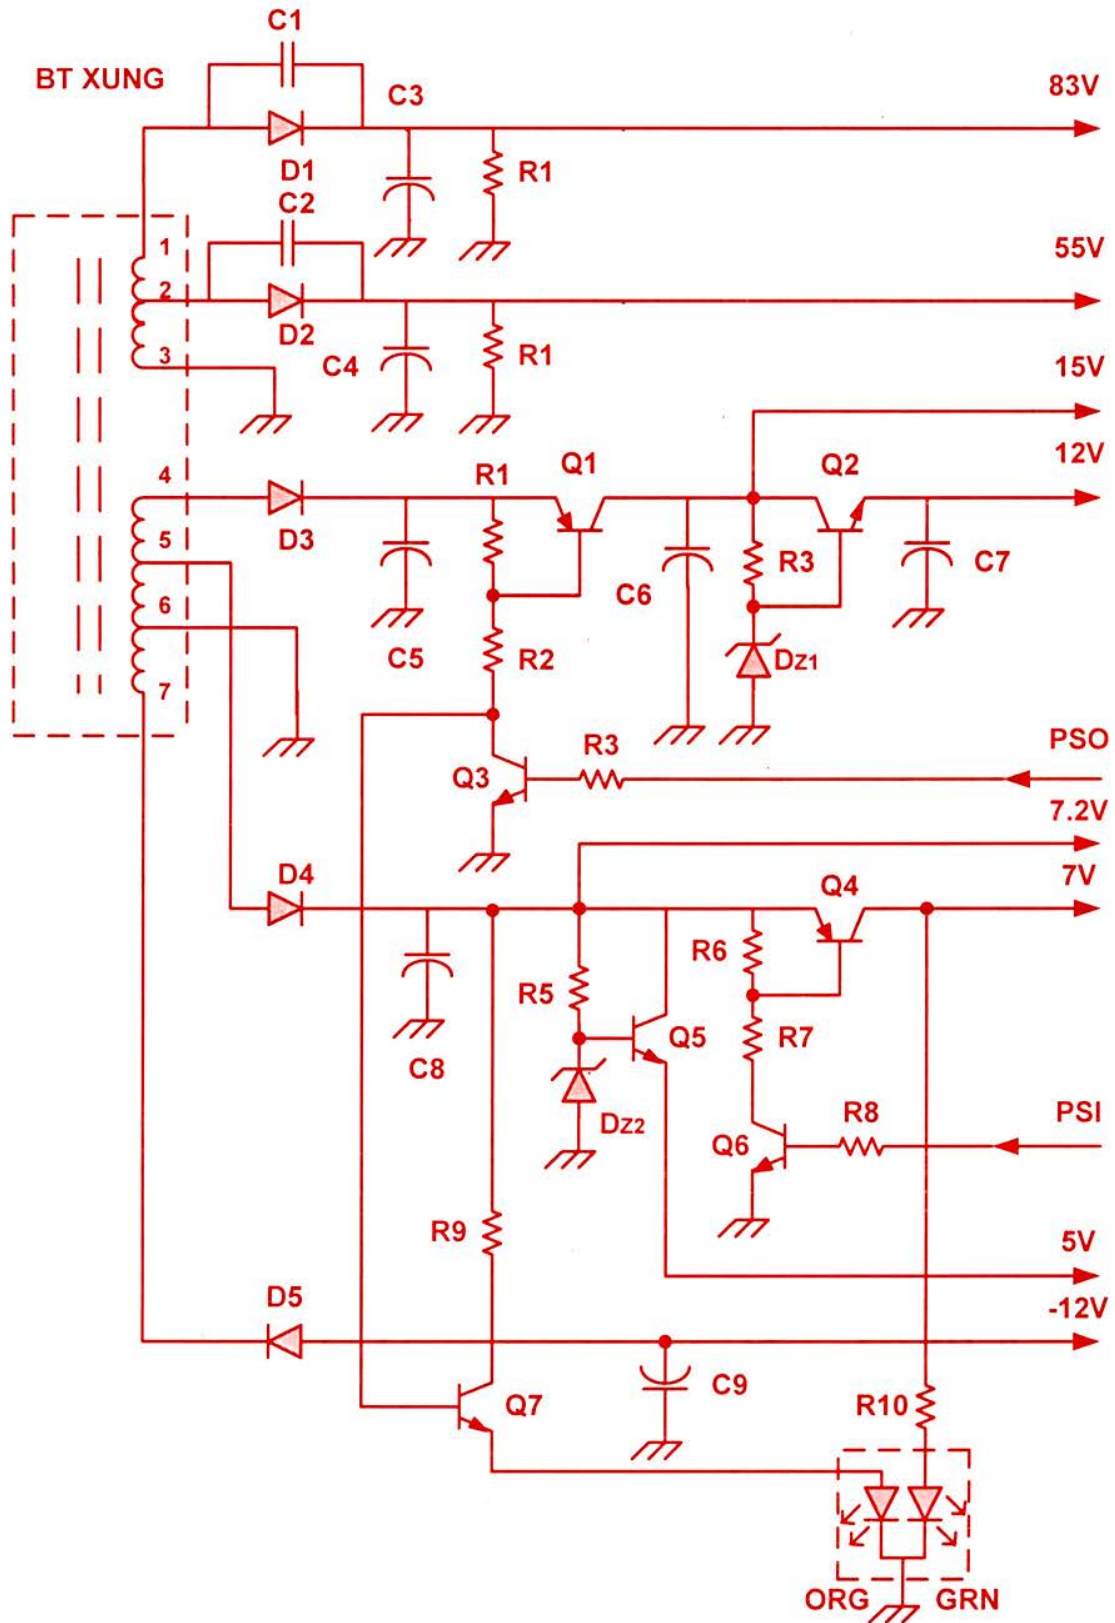 C1
BT XUNG
83V
C3
D1
R1
C2
1
55V
2
D2
C4
R1
3
15V
4
R1
Q1
Q2
12V
D3
5
R3
C7
6
C6
C5
R2
DZ1
7
PSO
R3
Q3
7.2V
D4
Q4
7V
R6
R5
Q5
R7
C8
DZ2
R8
PSI
Q6
R9
5V
D5
-12V
C9
Q7
R10
ORG
GRN